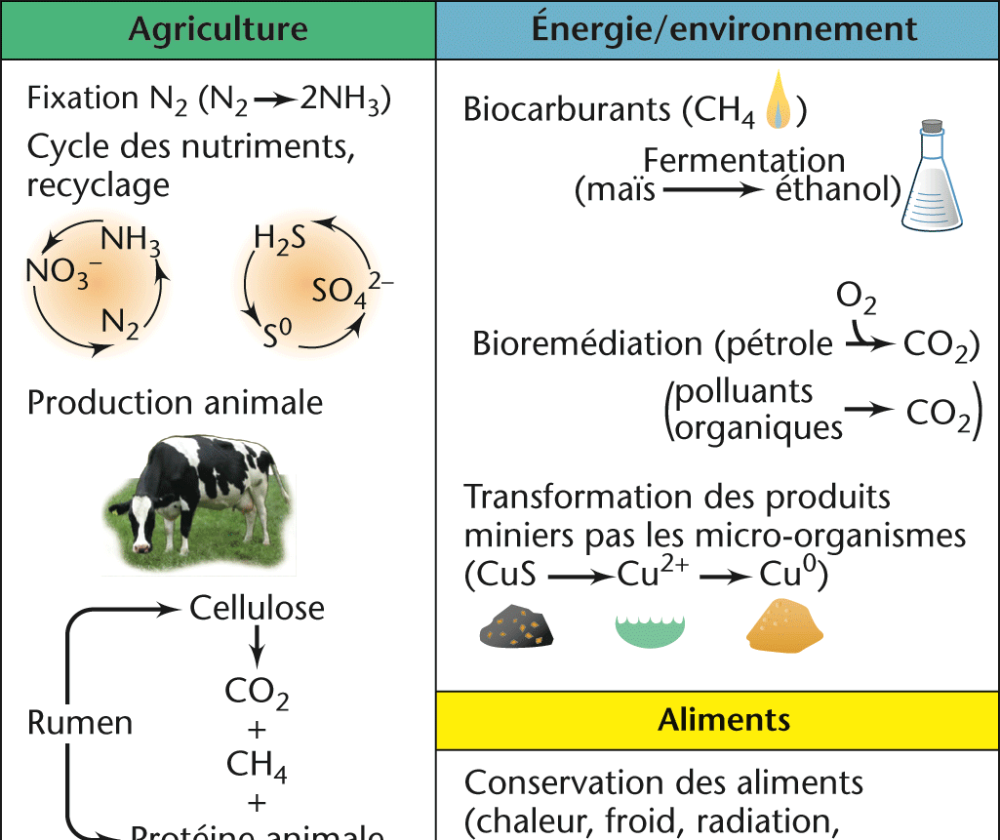 Agriculture
Fixation N₂ (N₂ → 2NH₃)
Cycle des nutriments,
recyclage
NH₃
NO₃⁻
N₂
H₂S
SO₄²⁻
S⁰
Production animale
Cellulose
CO₂
Rumen
+
CH₄
+
Protéine animale
Énergie/environnement
Biocarburants (CH₄ )
Fermentation
(maïs → éthanol)
O₂
Bioremédiation (pétrole → CO₂)
(polluants
organiques → CO₂)
Transformation des produits
miniers pas les micro-organismes
(CuS → Cu²⁺ → Cu⁰)
Aliments
Conservation des aliments
(chaleur, froid, radiation,